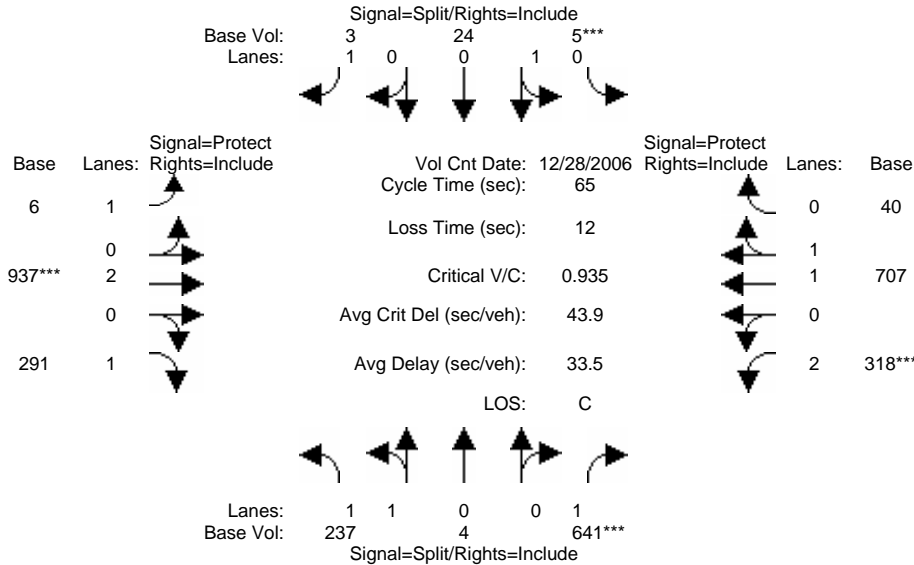 Signal=Split/Rights=Include
Base Vol: 3 24 5***
Lanes: 1 0 0 1 0
Signal=Protect Signal=Protect
Base Lanes: Rights=Include Vol Cnt Date: 12/28/2006 Rights=Include Lanes: Base
Cycle Time (sec): 65
6 1 0 40
Loss Time (sec): 12
0 1
937*** 2 Critical V/C: 0.935 1 707
0 Avg Crit Del (sec/veh): 43.9 0
291 1 Avg Delay (sec/veh): 33.5 2 318***
LOS: C
Lanes: 1 1 0 0 1
Base Vol: 237 4 641***
Signal=Split/Rights=Include